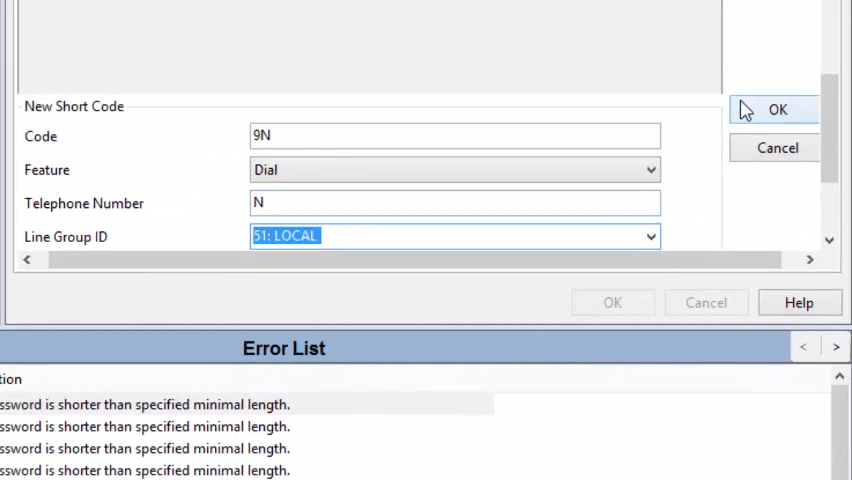 New Short Code
Code 9N
OK
Cancel
Feature Dial
Telephone Number N
Line Group ID 51: LOCAL
OK Cancel Help
Error List
tion
ssword is shorter than specified minimal length.
ssword is shorter than specified minimal length.
ssword is shorter than specified minimal length.
ssword is shorter than specified minimal length.